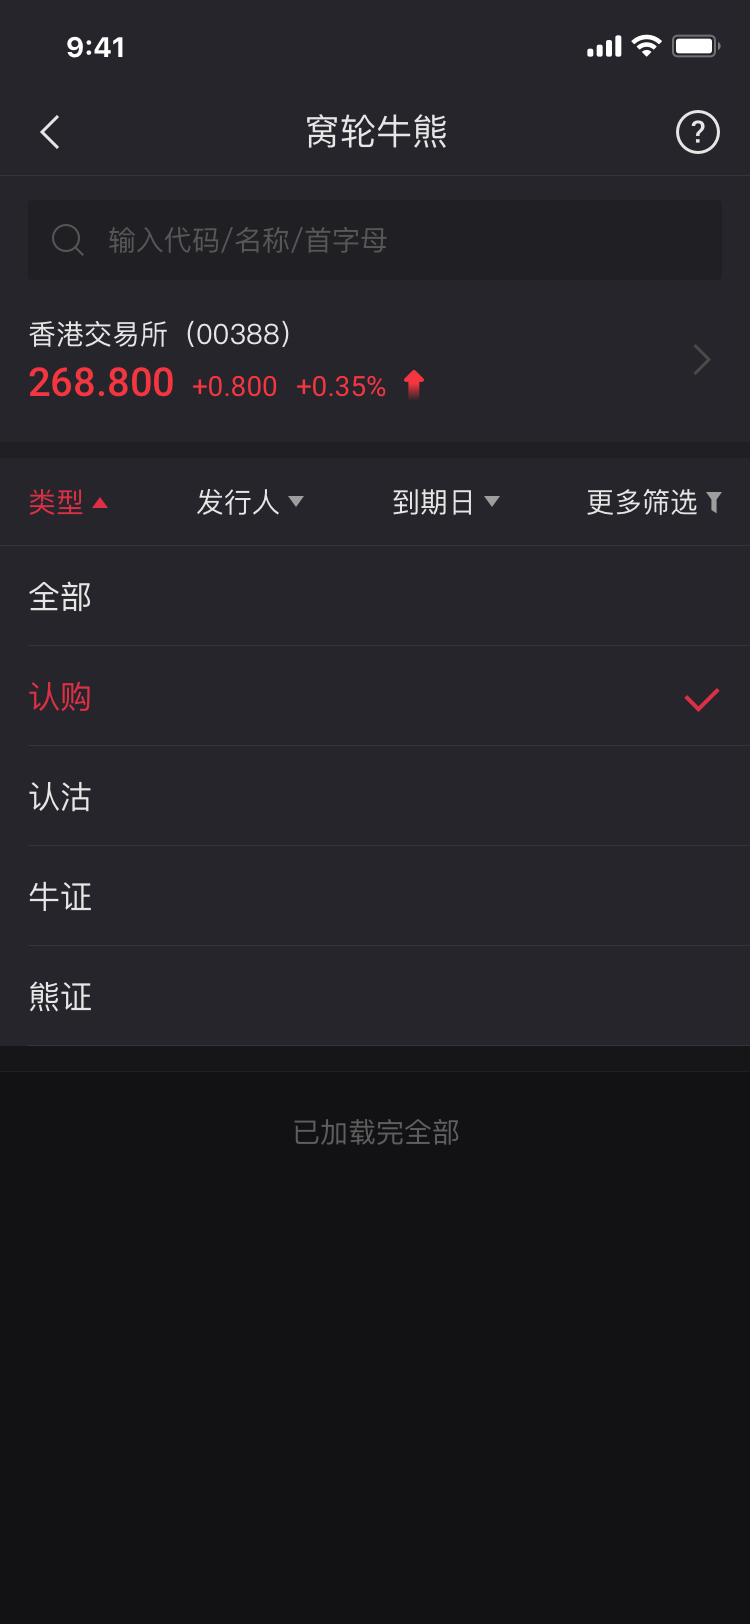 9:41
窝轮牛熊
?
输入代码/名称/首字母
香港交易所（00388）
268.800 +0.800 +0.35%
类型 发行人 到期日 更多筛选
全部
认购
认沽
牛证
熊证
已加载完全部